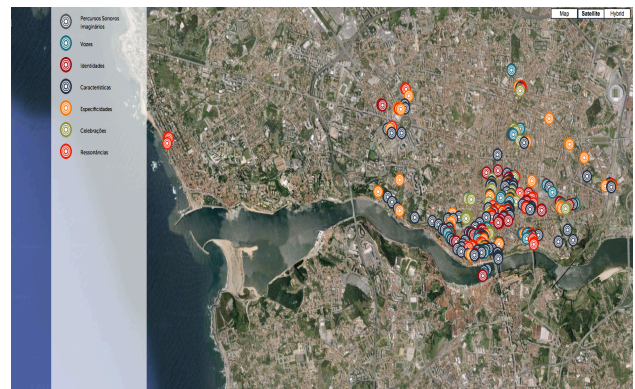 Percursos Sonoros
Imaginários
Vozes
Identidades
Características
Especificidades
Celebrações
Ressonâncias
Map Satellite Hybrid